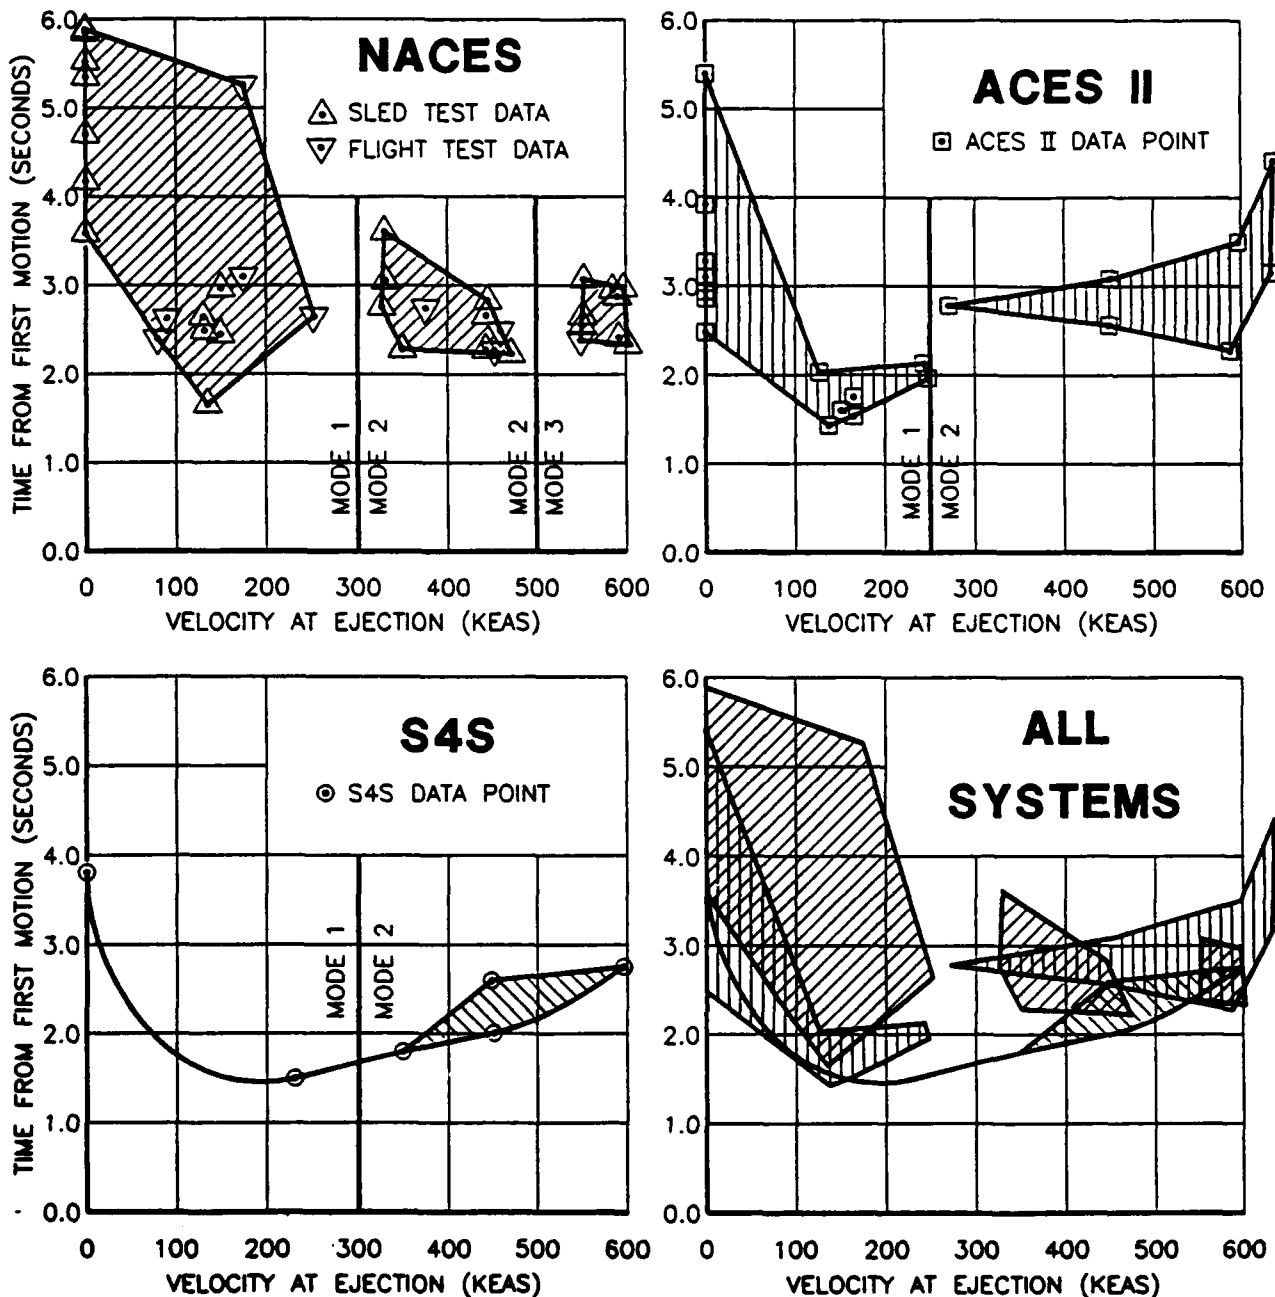 NACES
SLED TEST DATA
FLIGHT TEST DATA
TIME FROM FIRST MOTION (SECONDS)
6.0
5.0
4.0
3.0
2.0
1.0
0.0
MODE 1
MODE 2
MODE 2
MODE 3
0 100 200 300 400 500 600
VELOCITY AT EJECTION (KEAS)
ACES II
ACES II DATA POINT
6.0
5.0
4.0
3.0
2.0
1.0
0.0
MODE 1
MODE 2
0 100 200 300 400 500 600
VELOCITY AT EJECTION (KEAS)
S4S
S4S DATA POINT
TIME FROM FIRST MOTION (SECONDS)
6.0
5.0
4.0
3.0
2.0
1.0
0.0
MODE 1
MODE 2
0 100 200 300 400 500 600
VELOCITY AT EJECTION (KEAS)
ALL
SYSTEMS
6.0
5.0
4.0
3.0
2.0
1.0
0.0
0 100 200 300 400 500 600
VELOCITY AT EJECTION (KEAS)